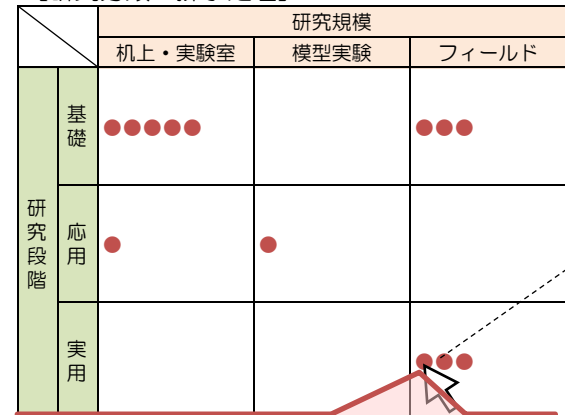 研究規模
机上・実験室 模型実験 フィールド
研究段階
基礎
応用
実用